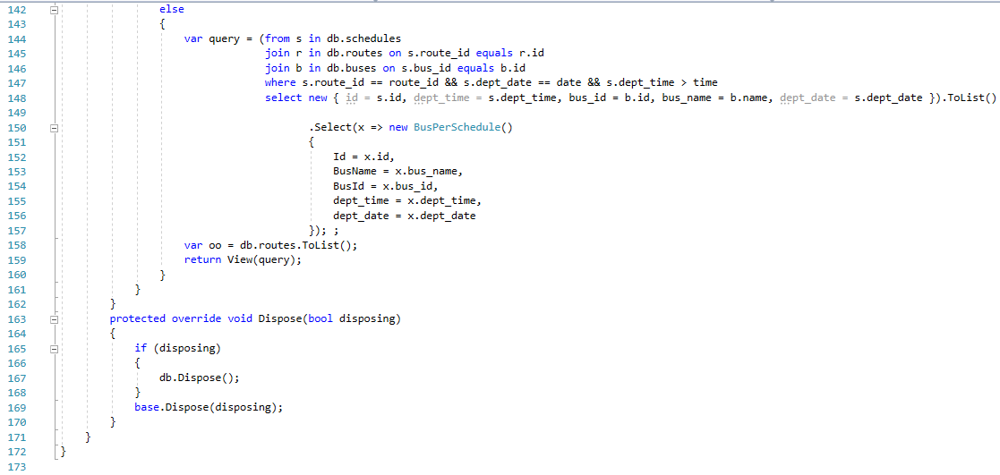 142 else
143 {
144 var query = (from s in db.schedules
145 join r in db.routes on s.route_id equals r.id
146 join b in db.buses on s.bus_id equals b.id
147 where s.route_id == route_id && s.dept_date == date && s.dept_time > time
148 select new { id = s.id, dept_time = s.dept_time, bus_id = b.id, bus_name = b.name, dept_date = s.dept_date }).ToList()
149
150 .Select(x => new BusPerSchedule()
151 {
152 Id = x.id,
153 BusName = x.bus_name,
154 BusId = x.bus_id,
155 dept_time = x.dept_time,
156 dept_date = x.dept_date
157 }); ;
158 var oo = db.routes.ToList();
159 return View(query);
160 }
161 }
162 }
163 protected override void Dispose(bool disposing)
164 {
165 if (disposing)
166 {
167 db.Dispose();
168 }
169 base.Dispose(disposing);
170 }
171 }
172 }
173